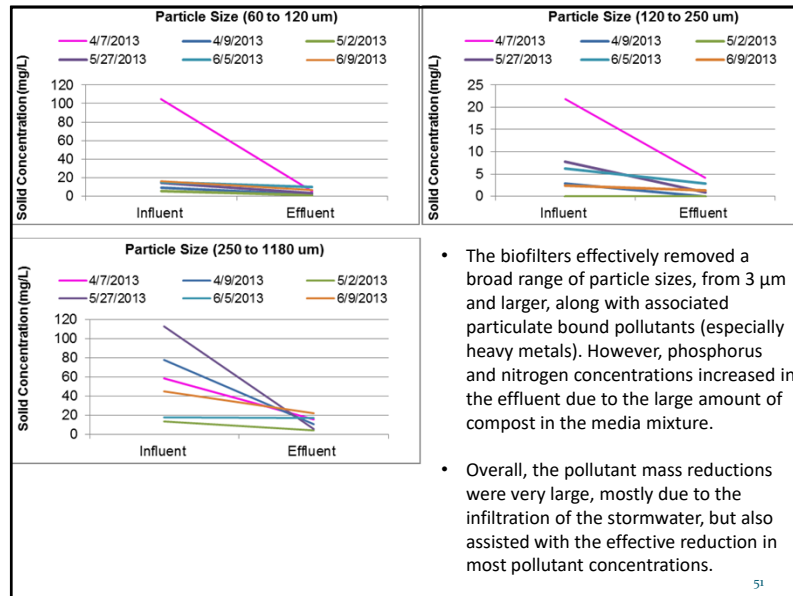 Particle Size (60 to 120 um)
4/7/2013 4/9/2013 5/2/2013
5/27/2013 6/5/2013 6/9/2013
Solid Concentration (mg/L)
120
100
80
60
40
20
0
Influent Effluent
Particle Size (120 to 250 um)
4/7/2013 4/9/2013 5/2/2013
5/27/2013 6/5/2013 6/9/2013
Solid Concentration (mg/L)
25
20
15
10
5
0
Influent Effluent
Particle Size (250 to 1180 um)
4/7/2013 4/9/2013 5/2/2013
5/27/2013 6/5/2013 6/9/2013
Solid Concentration (mg/L)
120
100
80
60
40
20
0
Influent Effluent
• The biofilters effectively removed a
broad range of particle sizes, from 3 µm
and larger, along with associated
particulate bound pollutants (especially
heavy metals). However, phosphorus
and nitrogen concentrations increased in
the effluent due to the large amount of
compost in the media mixture.
• Overall, the pollutant mass reductions
were very large, mostly due to the
infiltration of the stormwater, but also
assisted with the effective reduction in
most pollutant concentrations.
51